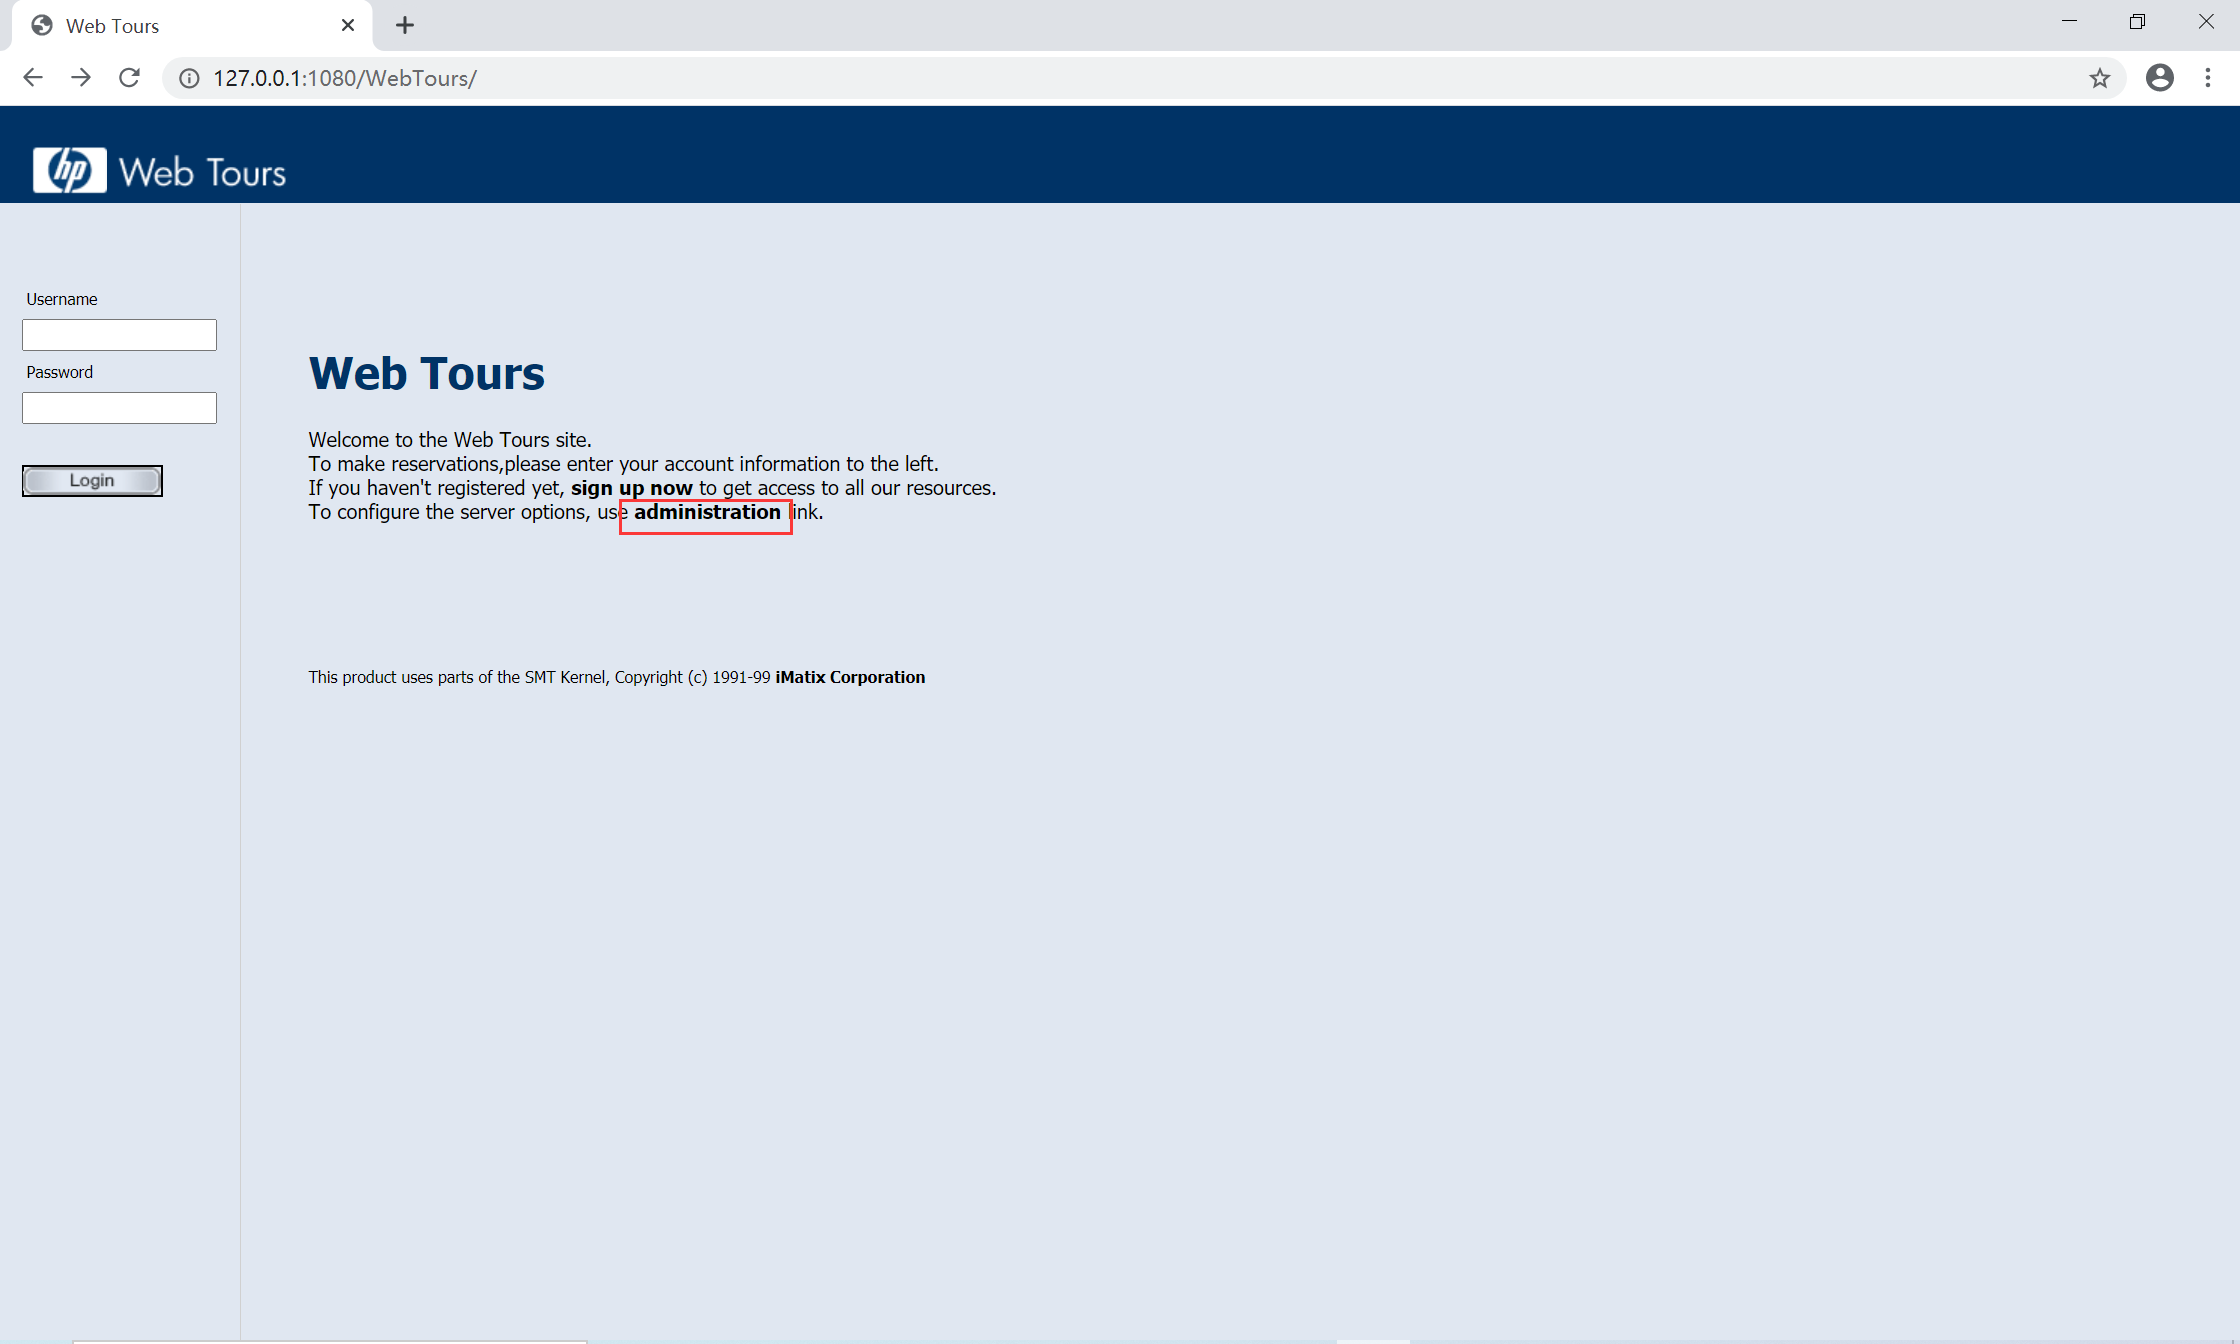 Web Tours
127.0.0.1:1080/WebTours/
hp Web Tours
Username
Password
Login
Web Tours
Welcome to the Web Tours site.
To make reservations,please enter your account information to the left.
If you haven't registered yet, sign up now to get access to all our resources.
To configure the server options, use administration link.
This product uses parts of the SMT Kernel, Copyright (c) 1991-99 iMatix Corporation